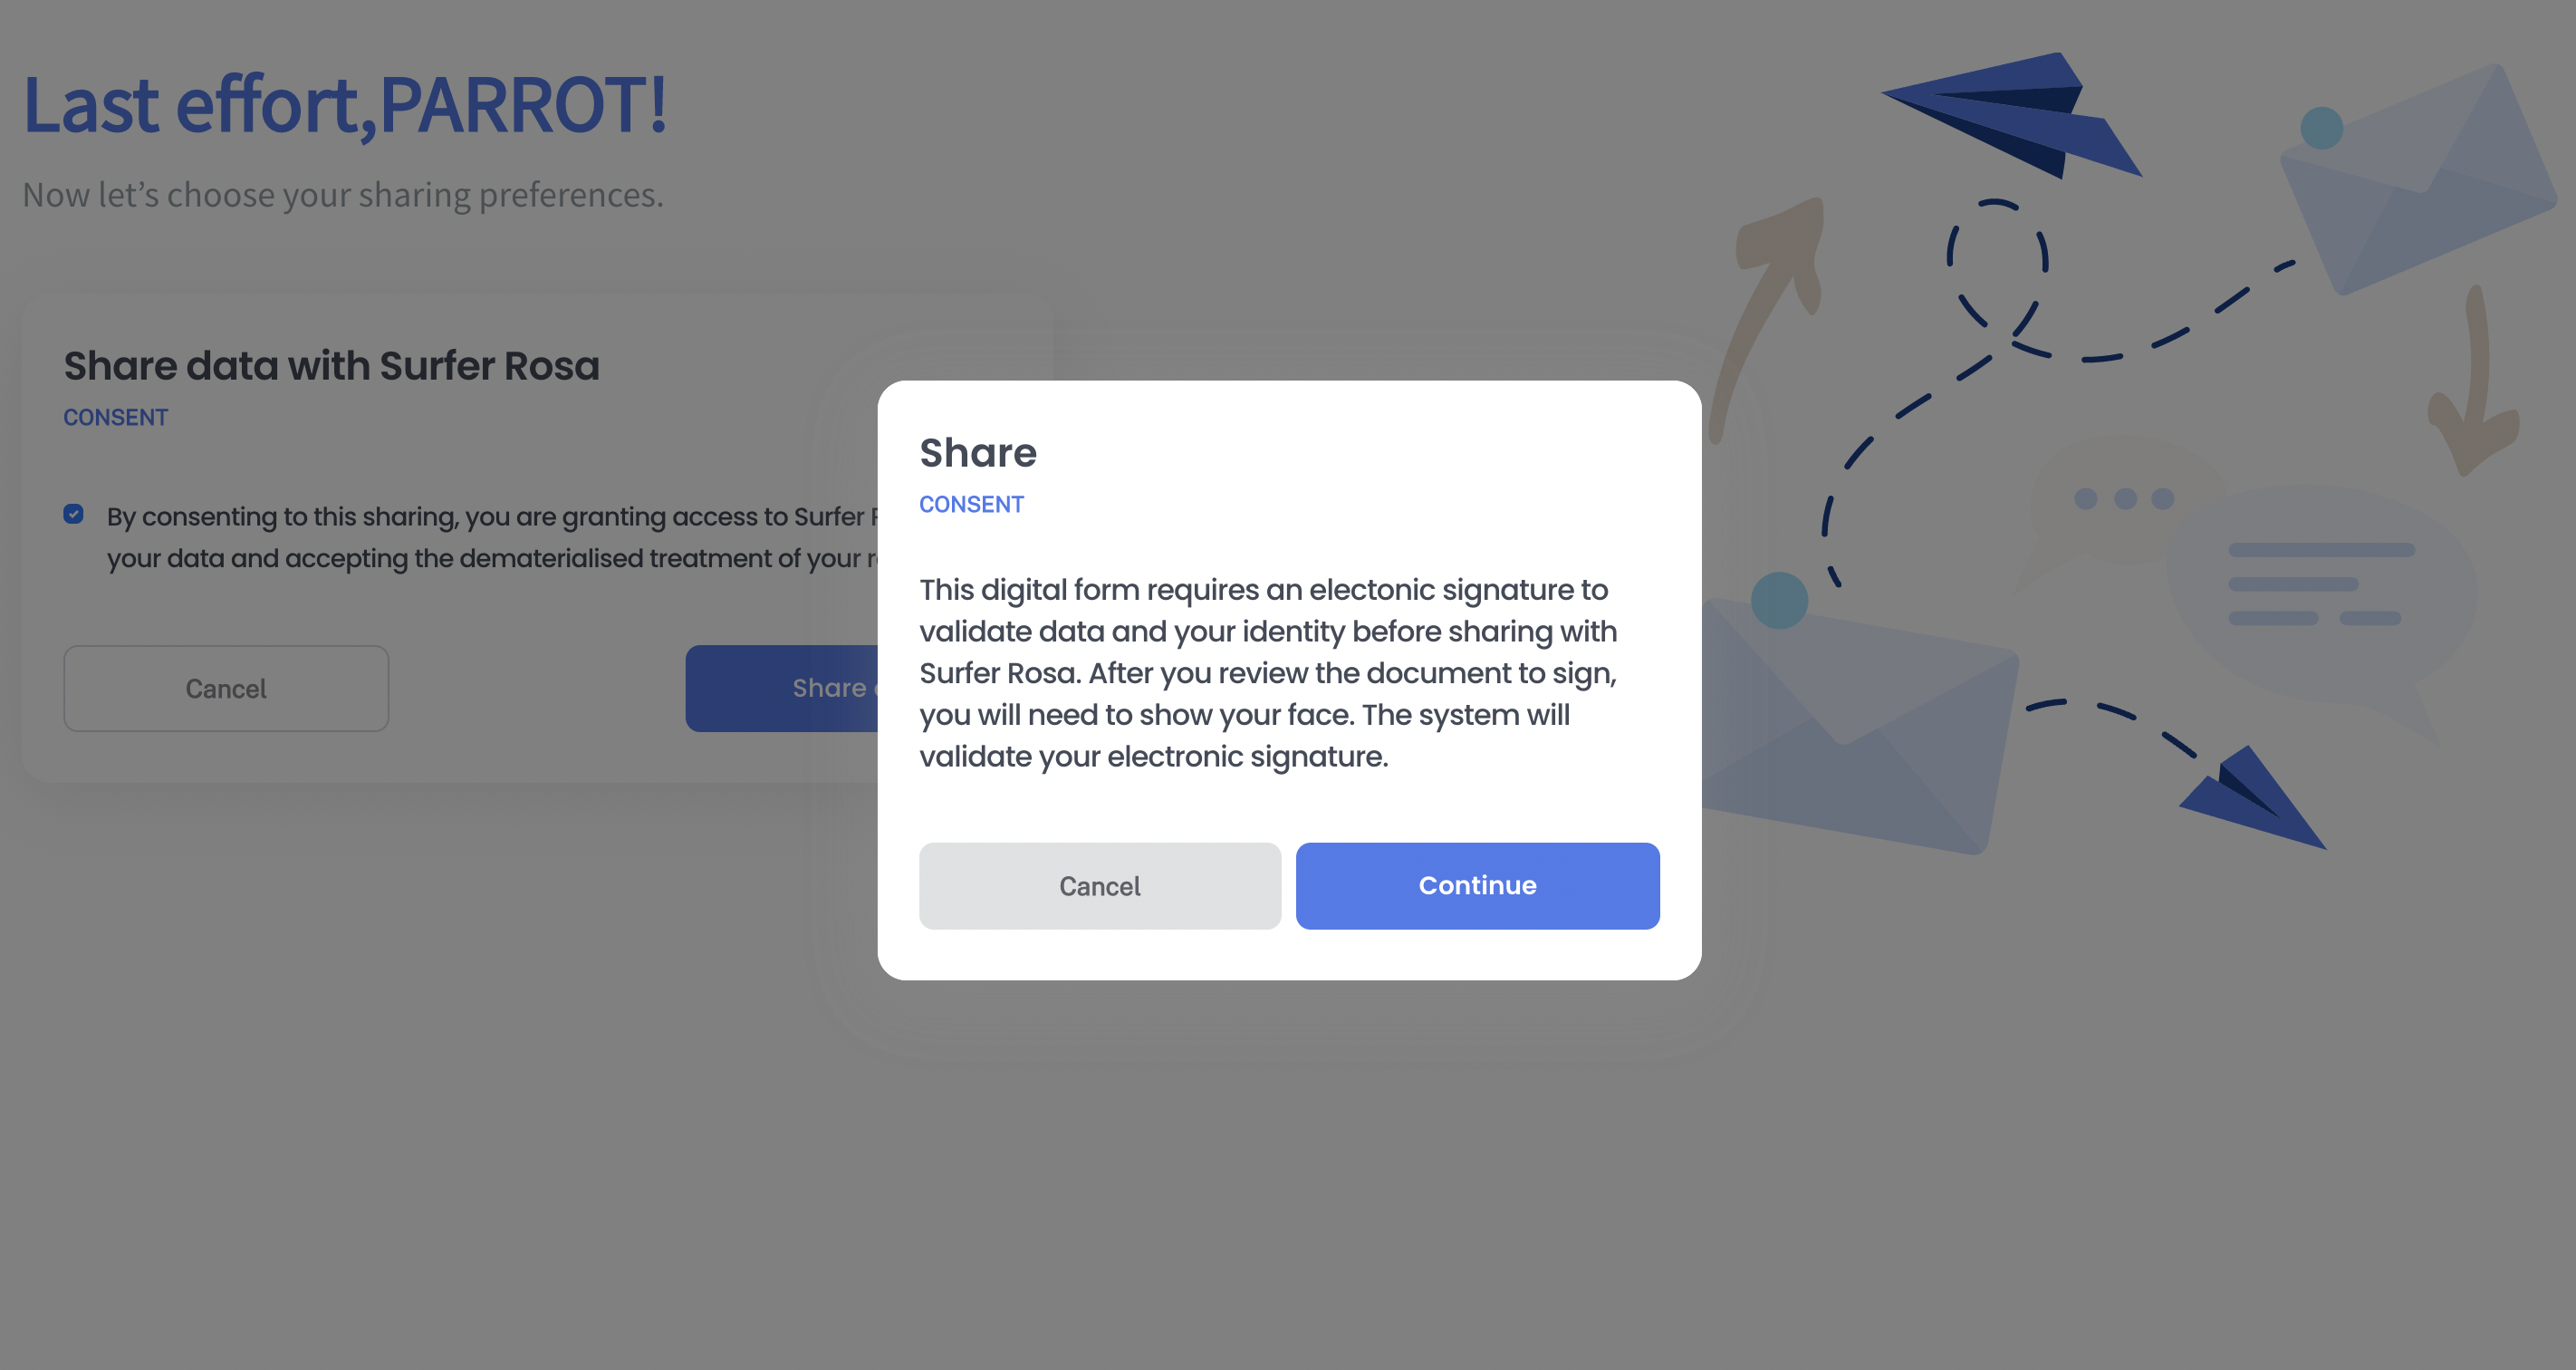 Last effort,PARROT!
Now let's choose your sharing preferences.
Share data with Surfer Rosa
CONSENT
By consenting to this sharing, you are granting access to Surfer
your data and accepting the dematerialised treatment of your
Cancel
Share
Share
CONSENT
This digital form requires an electonic signature to
validate data and your identity before sharing with
Surfer Rosa. After you review the document to sign,
you will need to show your face. The system will
validate your electronic signature.
Cancel
Continue